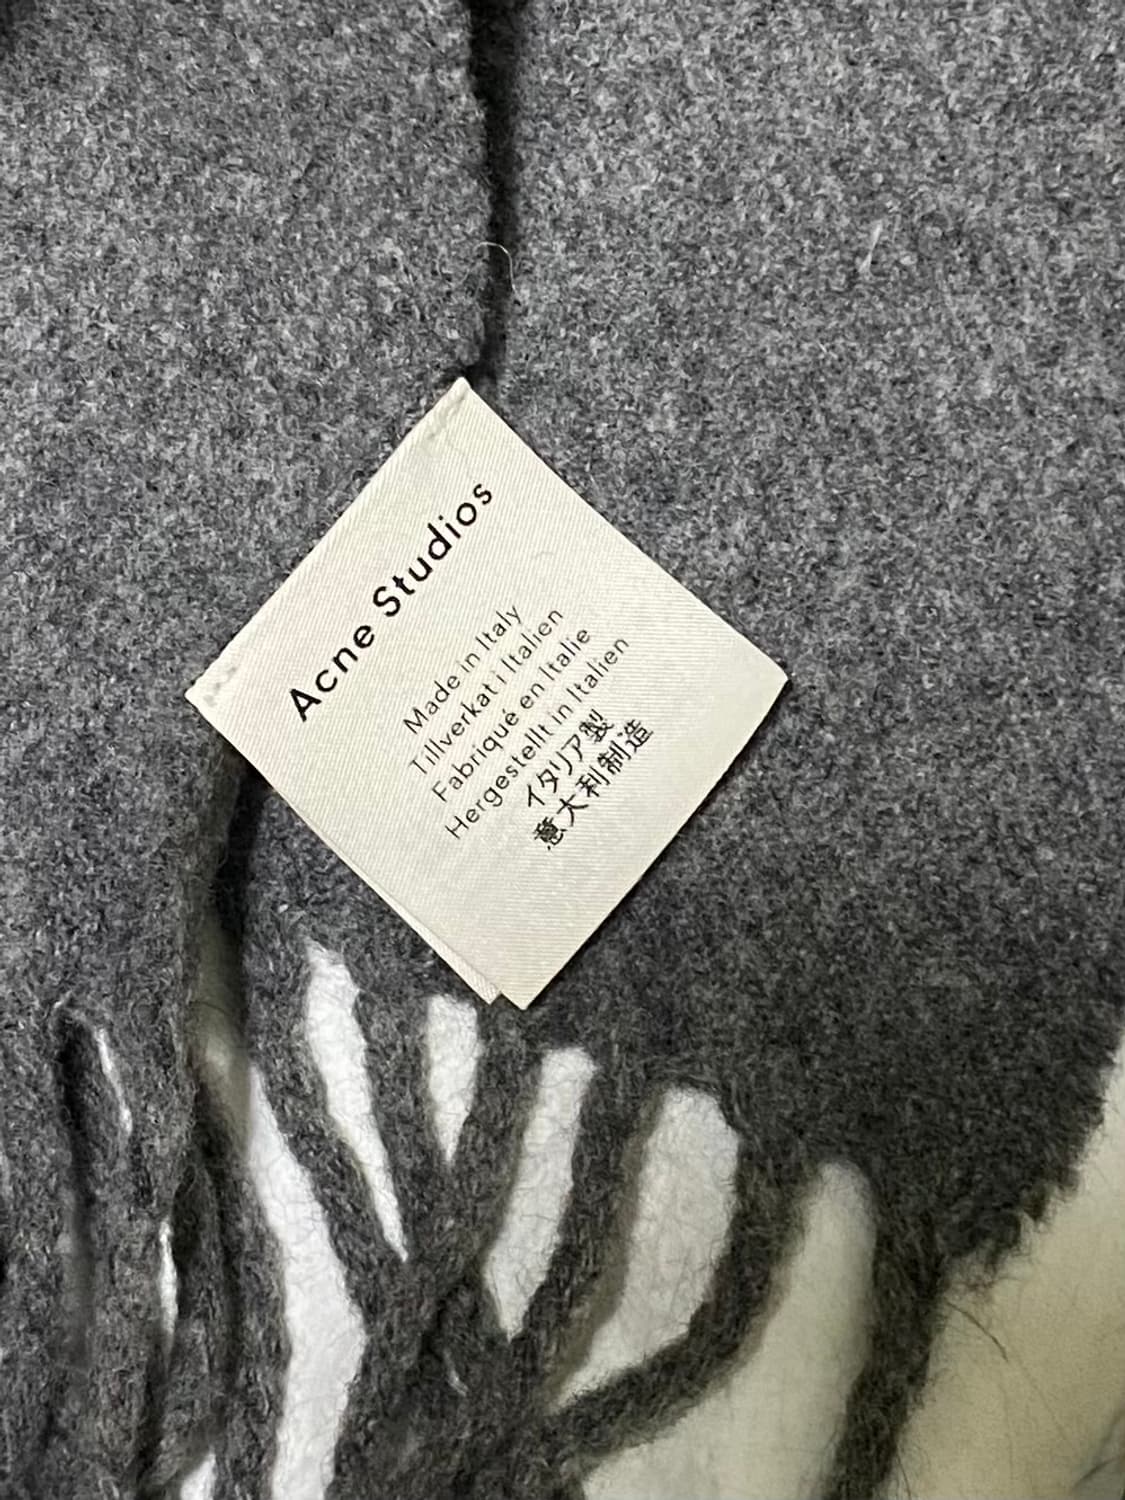 Acne Studios
Made in Italy
Tillverkat i Italien
Fabriqué en Italie
Hergestellt in Italien
イタリア製
意大利制造